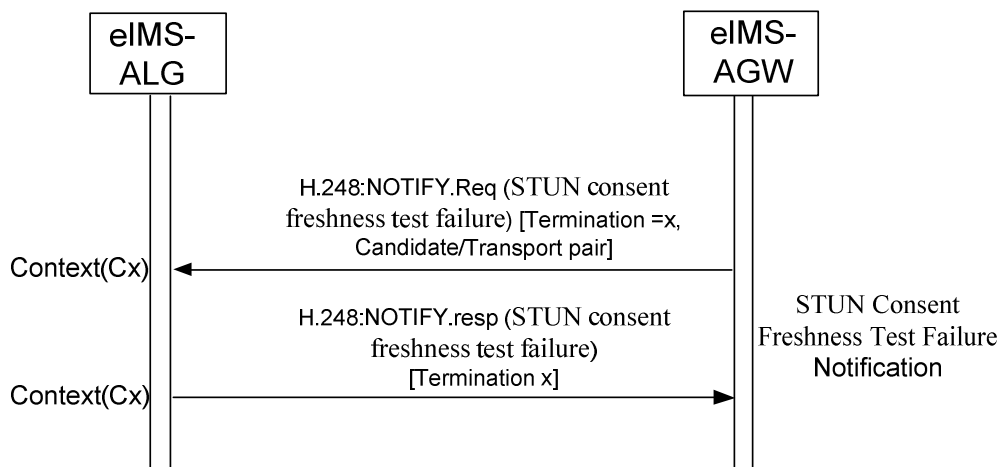 eIMS-
ALG
eIMS-
AGW
H.248:NOTIFY.Req (STUN consent
freshness test failure) [Termination =x,
Candidate/Transport pair]
Context(Cx)
H.248:NOTIFY.resp (STUN consent
freshness test failure)
[Termination x]
Context(Cx)
STUN Consent
Freshness Test Failure
Notification